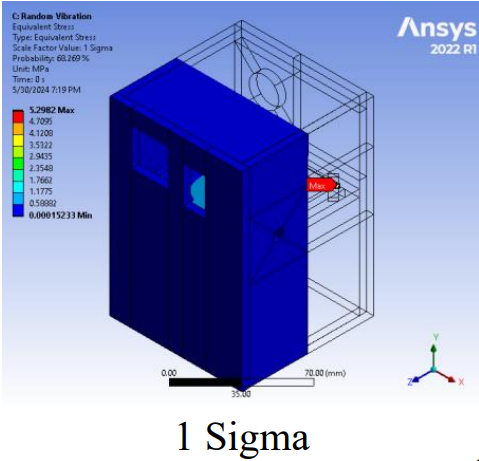 C: Random Vibration
Equivalent Stress
Type: Equivalent Stress
Scale Factor Value: 1 Sigma
Probability: 68.269 %
Unit: MPa
Time: 0 s
5/30/2024 7:19 PM
5.2982 Max
4.7095
4.1208
3.5322
2.9435
2.3548
1.7662
1.1775
0.58882
0.00015233 Min
Ansys
2022 R1
Max
0.00
70.00 (mm)
35.00
Y
Z
X
1 Sigma